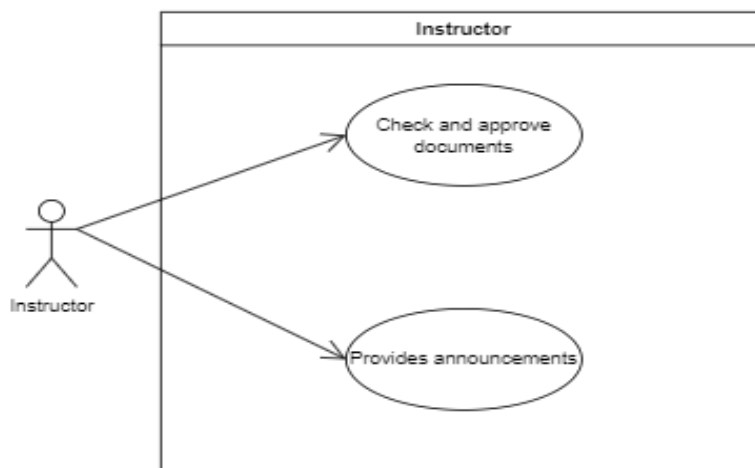 Instructor
Check and approve
documents
Instructor
Provides announcements